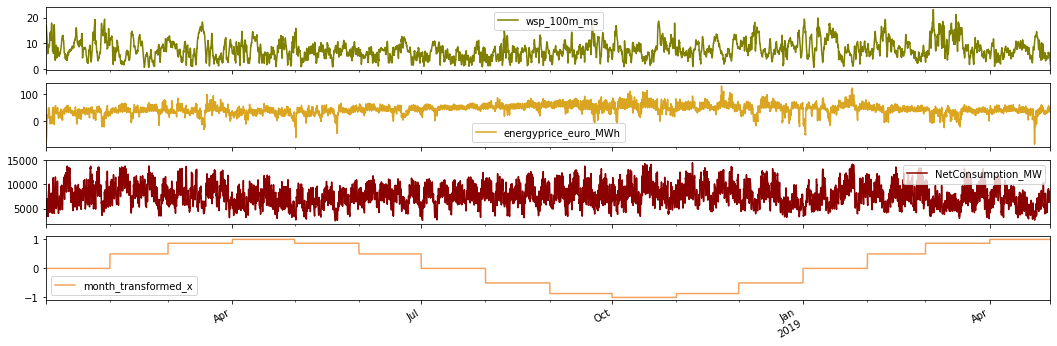 20
10
0
wsp_100m_ms
100
0
energyprice_euro_MWh
15000
10000
5000
NetConsumption_MW
1
0
−1
month_transformed_x
Apr
Jul
Oct
Jan
2019
Apr